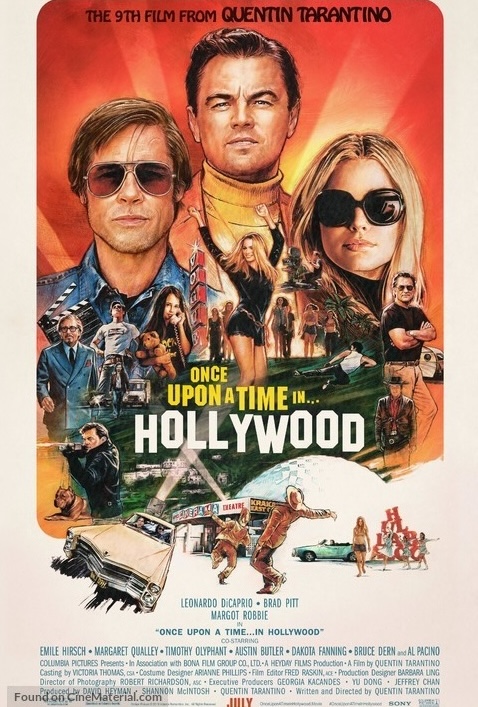 THE 9TH FILM FROM QUENTIN TARANTINO
ONCE
UPON A TIME IN...
HOLLYWOOD
CINERAMA THEATRE
LEONARDO DiCAPRIO • BRAD PITT
MARGOT ROBBIE
IN
"ONCE UPON A TIME...IN HOLLYWOOD"
CO-STARRING
EMILE HIRSCH • MARGARET QUALLEY • TIMOTHY OLYPHANT • AUSTIN BUTLER • DAKOTA FANNING • BRUCE DERN and AL PACINO
COLUMBIA PICTURES Presents • In Association with BONA FILM GROUP CO., LTD. • A HEYDAY FILMS Production • A Film by QUENTIN TARANTINO
Casting by VICTORIA THOMAS, CSA • Costume Designer ARIANNE PHILLIPS • Film Editor FRED RASKIN, ACE • Production Designer BARBARA LING
Director of Photography ROBERT RICHARDSON, ASC • Executive Producers GEORGIA KACANDES • YU DONG • JEFFREY CHAN
Produced by DAVID HEYMAN • SHANNON McINTOSH • QUENTIN TARANTINO • Written and Directed by QUENTIN TARANTINO
Found on CineMaterial.com
JULY
SONY